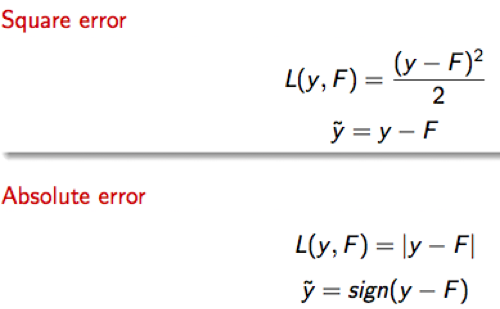 Square error
L(y, F) = (y − F)² / 2
ỹ = y − F
Absolute error
L(y, F) = |y − F|
ỹ = sign(y − F)